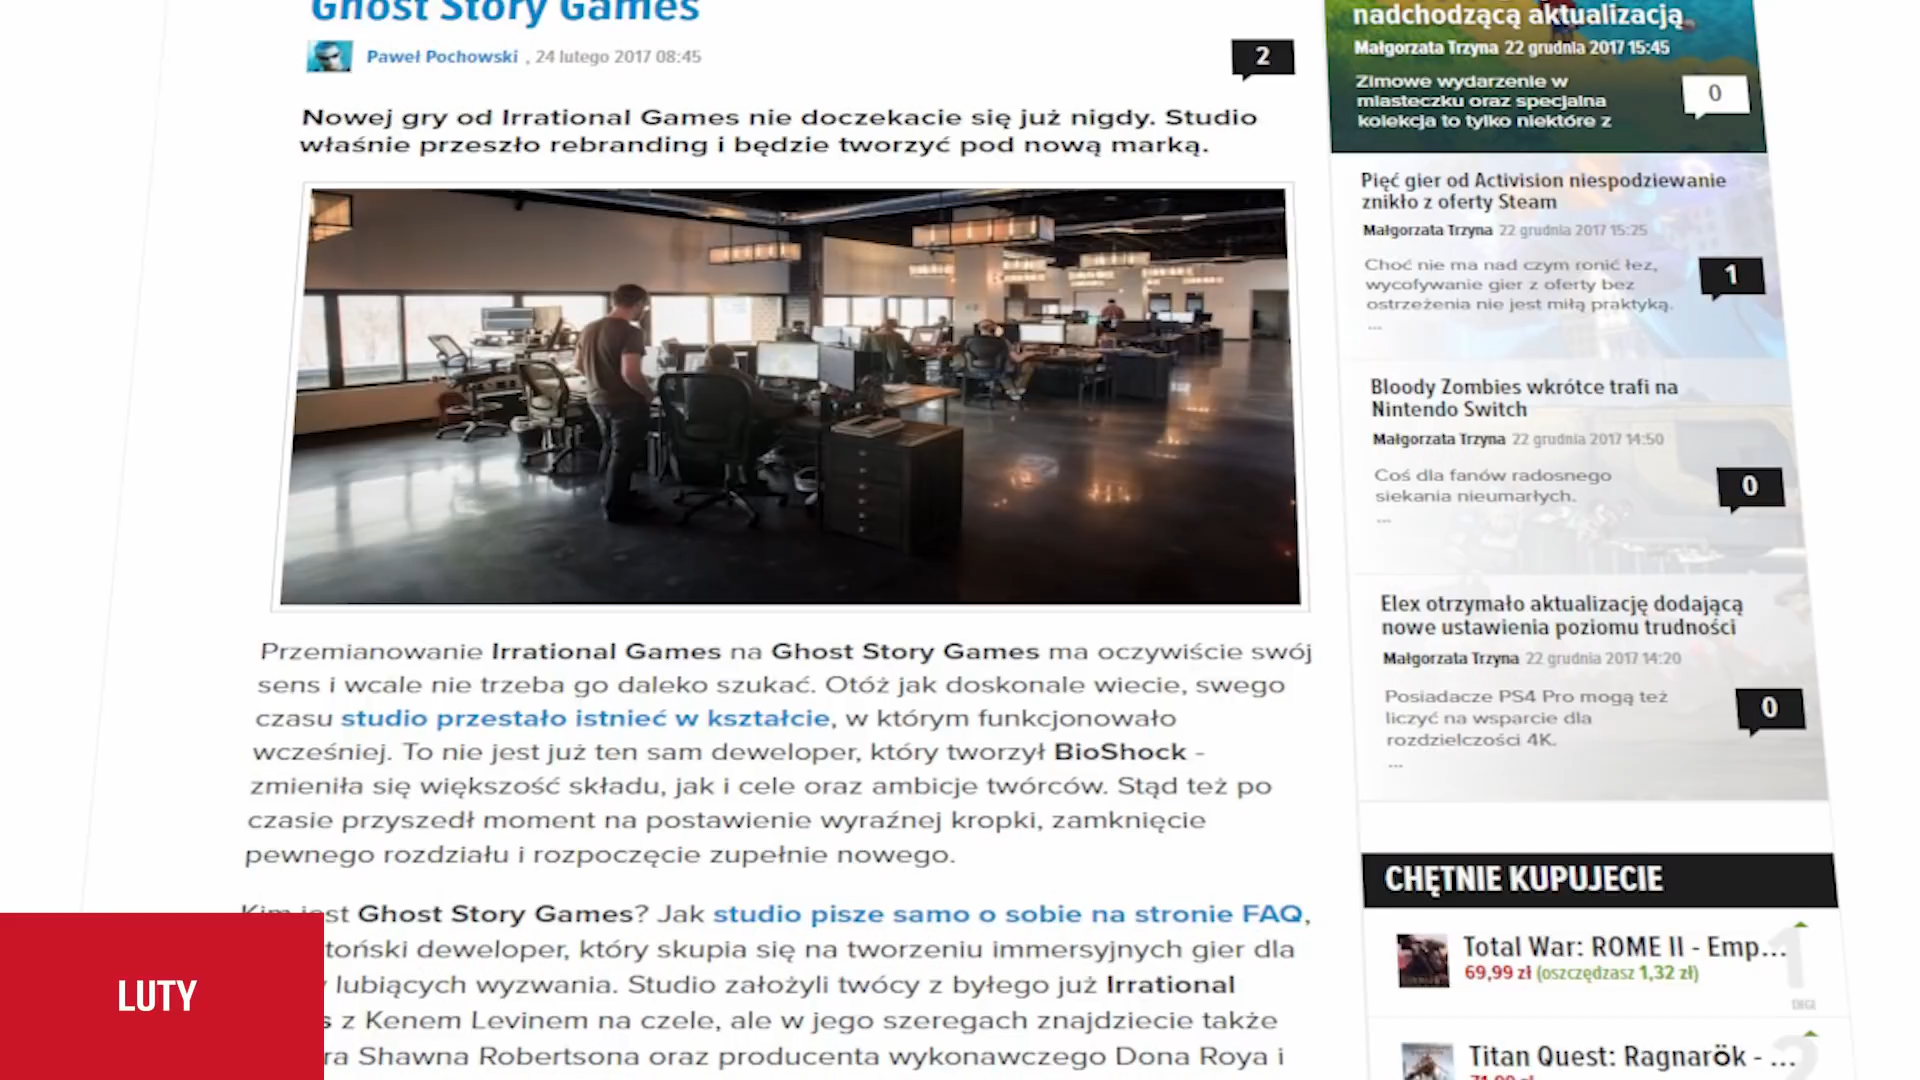 Ghost Story Games
Paweł Pochowski , 24 lutego 2017 08:45
2
Nowej gry od Irrational Games nie doczekacie się już nigdy. Studio
właśnie przeszło rebranding i będzie tworzyć pod nową marką.
Przemianowanie Irrational Games na Ghost Story Games ma oczywiście swój
sens i wcale nie trzeba go daleko szukać. Otóż jak doskonale wiecie, swego
czasu studio przestało istnieć w kształcie, w którym funkcjonowało
wcześniej. To nie jest już ten sam deweloper, który tworzył BioShock -
zmieniła się większość składu, jak i cele oraz ambicje twórców. Stąd też po
czasie przyszedł moment na postawienie wyraźnej kropki, zamknięcie
pewnego rozdziału i rozpoczęcie zupełnie nowego.
Kim jest Ghost Story Games? Jak studio pisze samo o sobie na stronie FAQ,
toński deweloper, który skupia się na tworzeniu immersyjnych gier dla
lubiących wyzwania. Studio założyli twócy z byłego już Irrational
s z Kenem Levinem na czele, ale w jego szeregach znajdziecie także
ra Shawna Robertsona oraz producenta wykonawczego Dona Roya i
LUTY
nadchodzącą aktualizacją
Małgorzata Trzyna 22 grudnia 2017 15:45
Zimowe wydarzenie w
miasteczku oraz specjalna
kolekcja to tylko niektóre z
0
Pięć gier od Activision niespodziewanie
znikło z oferty Steam
Małgorzata Trzyna 22 grudnia 2017 15:25
Choć nie ma nad czym ronić łez,
wycofywanie gier z oferty bez
ostrzeżenia nie jest miłą praktyką.
...
1
Bloody Zombies wkrótce trafi na
Nintendo Switch
Małgorzata Trzyna 22 grudnia 2017 14:50
Coś dla fanów radosnego
siekania nieumarłych.
...
0
Elex otrzymało aktualizację dodającą
nowe ustawienia poziomu trudności
Małgorzata Trzyna 22 grudnia 2017 14:20
Posiadacze PS4 Pro mogą też
liczyć na wsparcie dla
rozdzielczości 4K.
...
0
CHĘTNIE KUPUJECIE
Total War: ROME II - Emp...
69,99 zł (oszczędzasz 1,32 zł)
1
Titan Quest: Ragnarök - ...
2